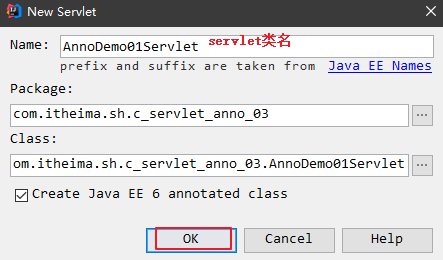 New Servlet
Name: AnnoDemo01Servlet servlet类名
prefix and suffix are taken from Java EE Names
Package:
com.itheima.sh.c_servlet_anno_03
Class:
om.itheima.sh.c_servlet_anno_03.AnnoDemo01Servlet
Create Java EE 6 annotated class
OK Cancel Help